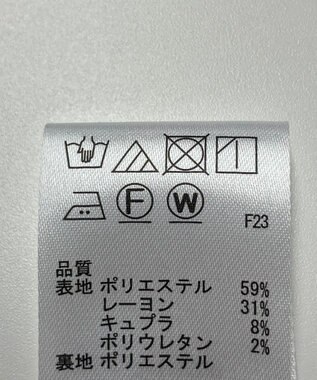 F W F23
品質
表地 ポリエステル 59%
レーヨン 31%
キュプラ 8%
ポリウレタン 2%
裏地 ポリエステル